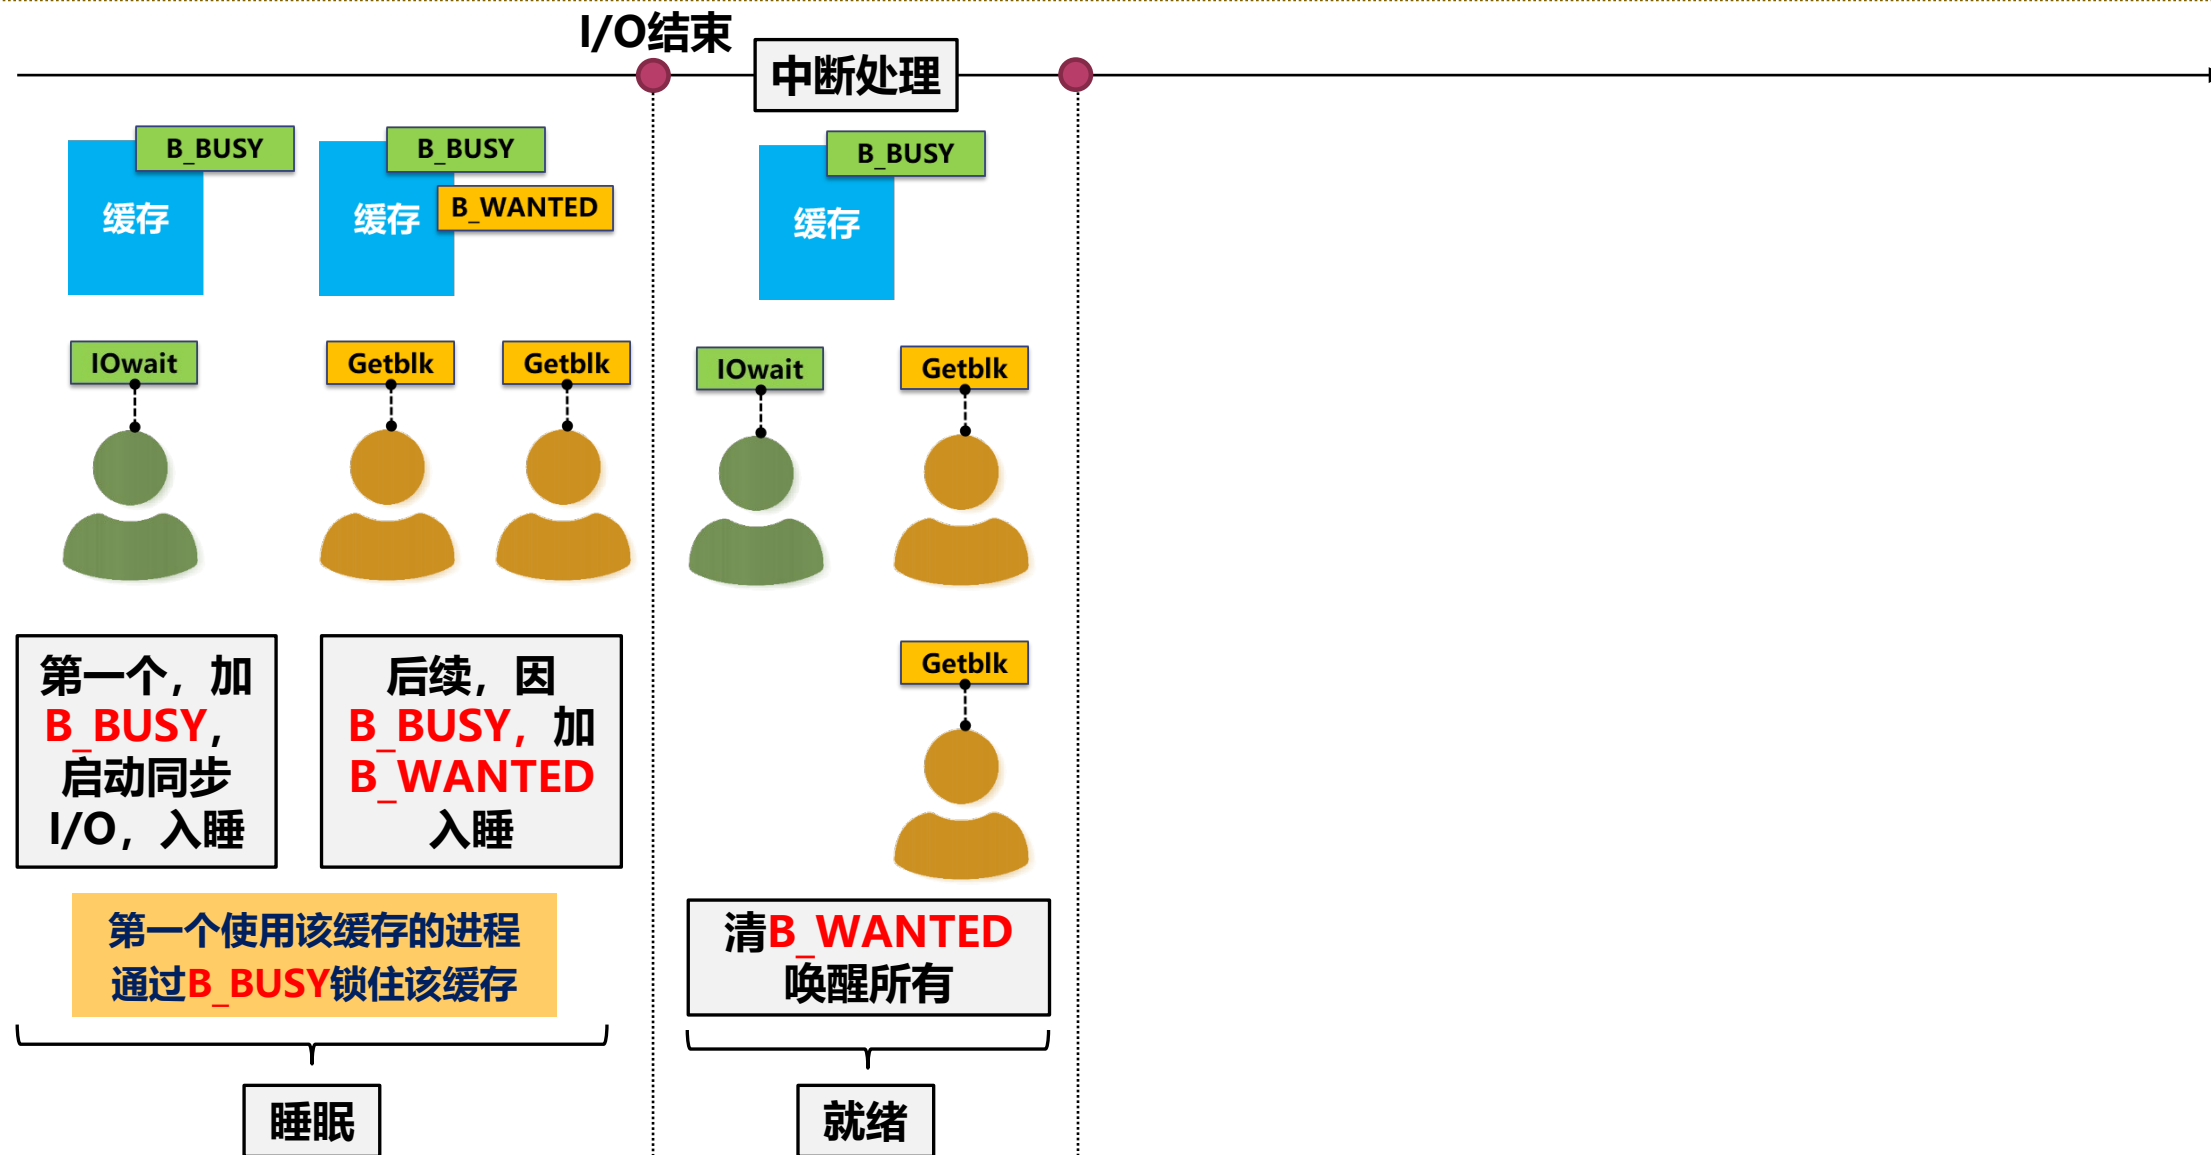 I/O结束
中断处理
B_BUSY
B_BUSY
B_BUSY
B_WANTED
缓存
缓存
缓存
IOwait
Getblk
Getblk
IOwait
Getblk
Getblk
第一个，加
B_BUSY，
启动同步
I/O，入睡
后续，因
B_BUSY，加
B_WANTED
入睡
第一个使用该缓存的进程
通过B_BUSY锁住该缓存
清B_WANTED
唤醒所有
睡眠
就绪